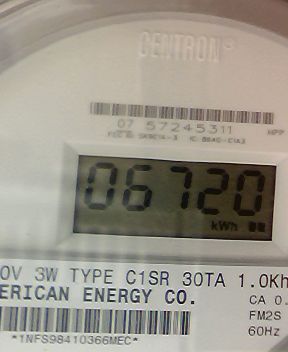 CENTRON®
07 57245311
06720
kWh
0V 3W TYPE C1SR 30TA 1.0Kh
ERICAN ENERGY CO.
CA 0.
FM2S
60Hz
*1NFS98410366MEC*